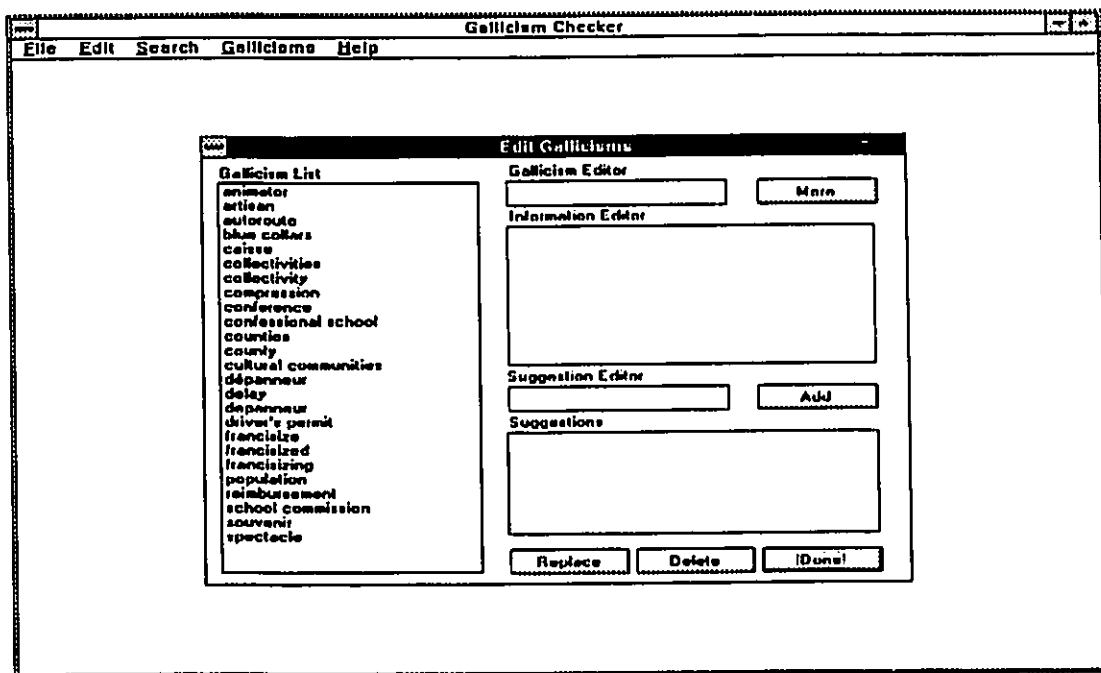 Gallicism Checker
File Edit Search Gallicisms Help
Edit Gallicisms
Gallicism List
animator
artisan
autoroute
blue collars
caisse
collectivities
collectivity
compression
conference
confessional school
counties
county
cultural communities
dépanneur
delay
depanneur
driver's permit
francisize
francisized
francisizing
population
reimbursement
school commission
souvenir
spectacle
Gallicism Editor
More
Information Editor
Suggestion Editor
Add
Suggestions
Replace Delete Done